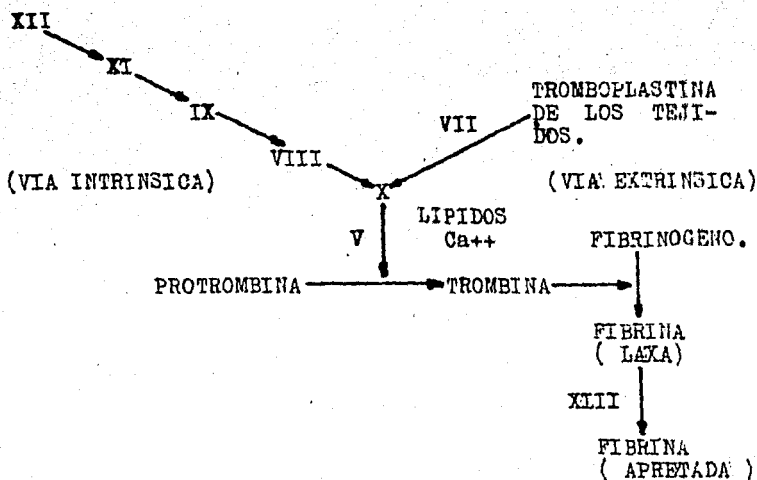 XII
XI
IX
VIII
X
(VIA INTRINSICA)
TROMBOPLASTINA
DE LOS TEJI-
DOS.
VII
(VIA EXTRINSICA)
LIPIDOS
Ca++
V
PROTROMBINA
TROMBINA
FIBRINOGENO.
FIBRINA
( LAXA)
XIII
FIBRINA
( APRETADA )